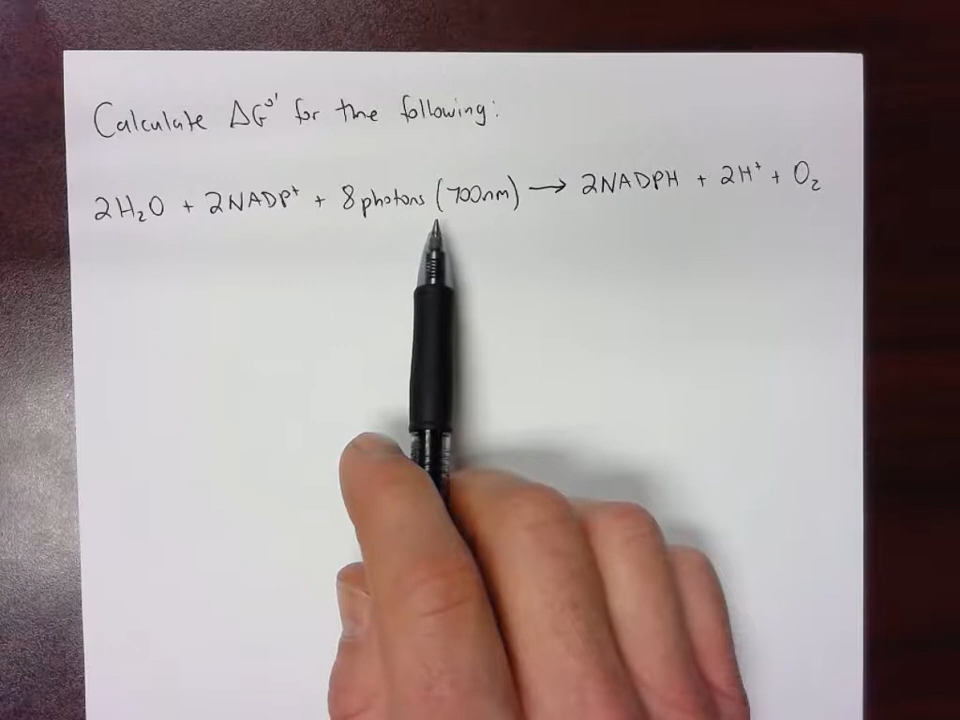 Calculate ΔG°' for the following:
2H₂O + 2NADP⁺ + 8 photons (700nm) → 2NADPH + 2H⁺ + O₂